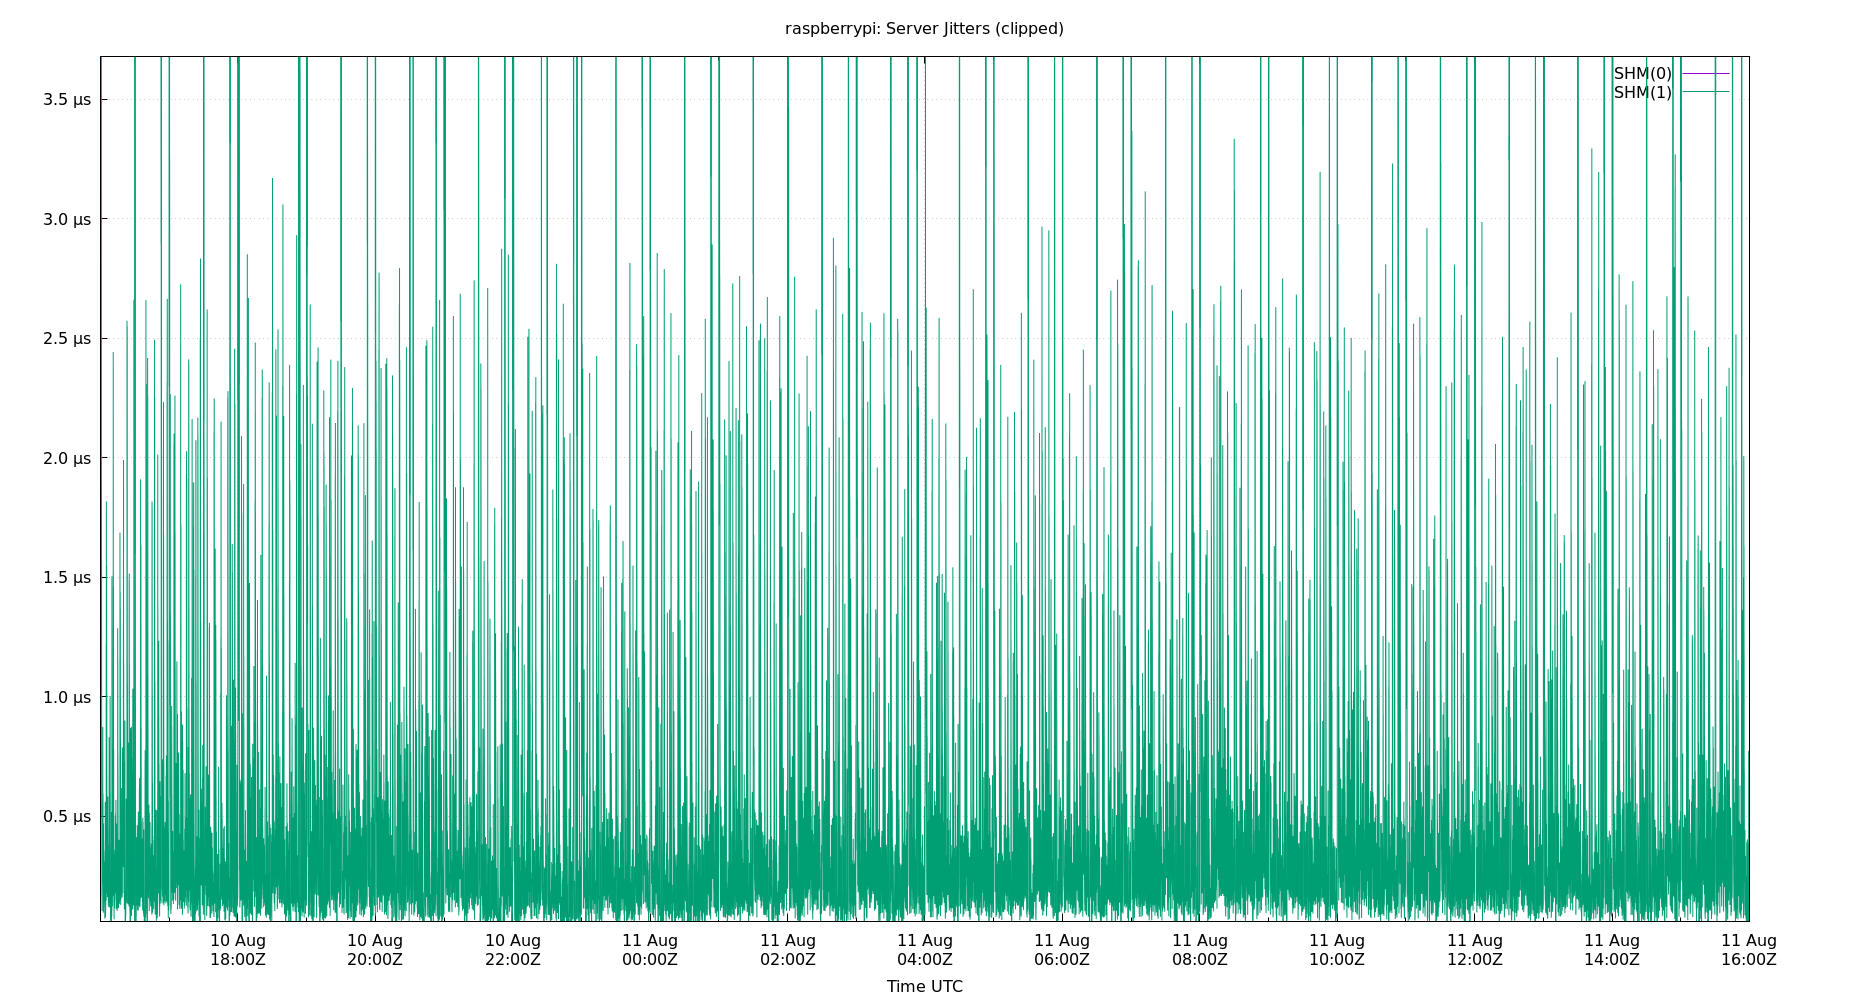 raspberrypi: Server Jitters (clipped)
SHM(0)
SHM(1)
3.5 µs
3.0 µs
2.5 µs
2.0 µs
1.5 µs
1.0 µs
0.5 µs
10 Aug 10 Aug 10 Aug 11 Aug 11 Aug 11 Aug 11 Aug 11 Aug 11 Aug 11 Aug 11 Aug 11 Aug
18:00Z 20:00Z 22:00Z 00:00Z 02:00Z 04:00Z 06:00Z 08:00Z 10:00Z 12:00Z 14:00Z 16:00Z
Time UTC